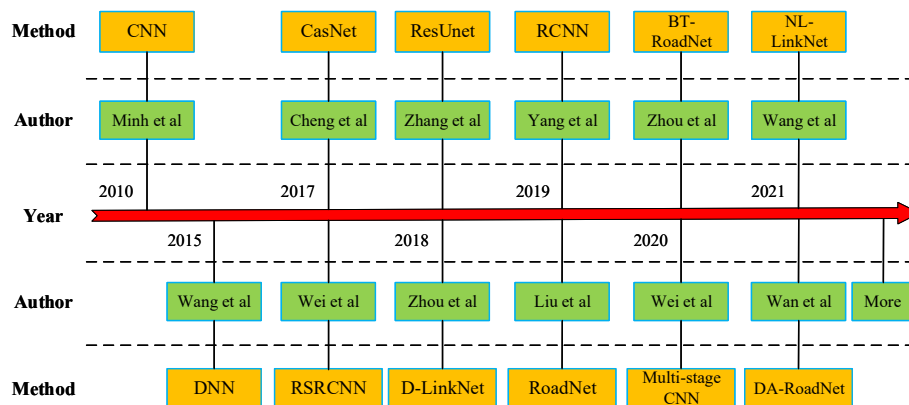 Method
CNN
CasNet
ResUnet
RCNN
BT-
RoadNet
NL-
LinkNet
Author
Minh et al
Cheng et al
Zhang et al
Yang et al
Zhou et al
Wang et al
2010
2017
2019
2021
Year
2015
2018
2020
Author
Wang et al
Wei et al
Zhou et al
Liu et al
Wei et al
Wan et al
More
Method
DNN
RSRCNN
D-LinkNet
RoadNet
Multi-stage
CNN
DA-RoadNet